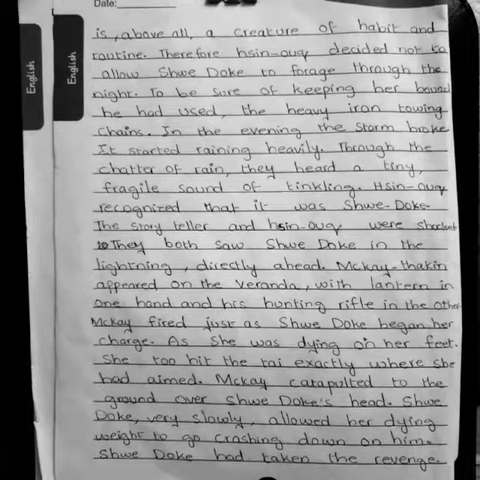 Date:
English
English
is, above all, a creature of habit and
routine. Therefore hsin-ouq decided not to
allow Shwe Doke to forage through the
night. To be sure of keeping her bound
he had used, the heavy iron towing
chains. In the evening the storm broke
It started raining heavily. Through the
chatter of rain, they heard a tiny,
fragile sound of tinkling. Hsin-ouq
recognized that it was Shwe-Doke.
The story teller and hsin-ouq were shocked
They both saw Shwe Doke in the
lightning, directly ahead. Mckay-thakin
appeared on the veranda, with lantern in
one hand and his hunting rifle in the other.
Mckay fired just as Shwe Doke began her
charge. As she was dying on her feet.
She too hit the tai exactly where she
had aimed. Mckay catapulted to the
ground over Shwe Doke's head. Shwe
Doke, very slowly, allowed her dying
weight to go crashing down on him.
Shwe Doke had taken the revenge.